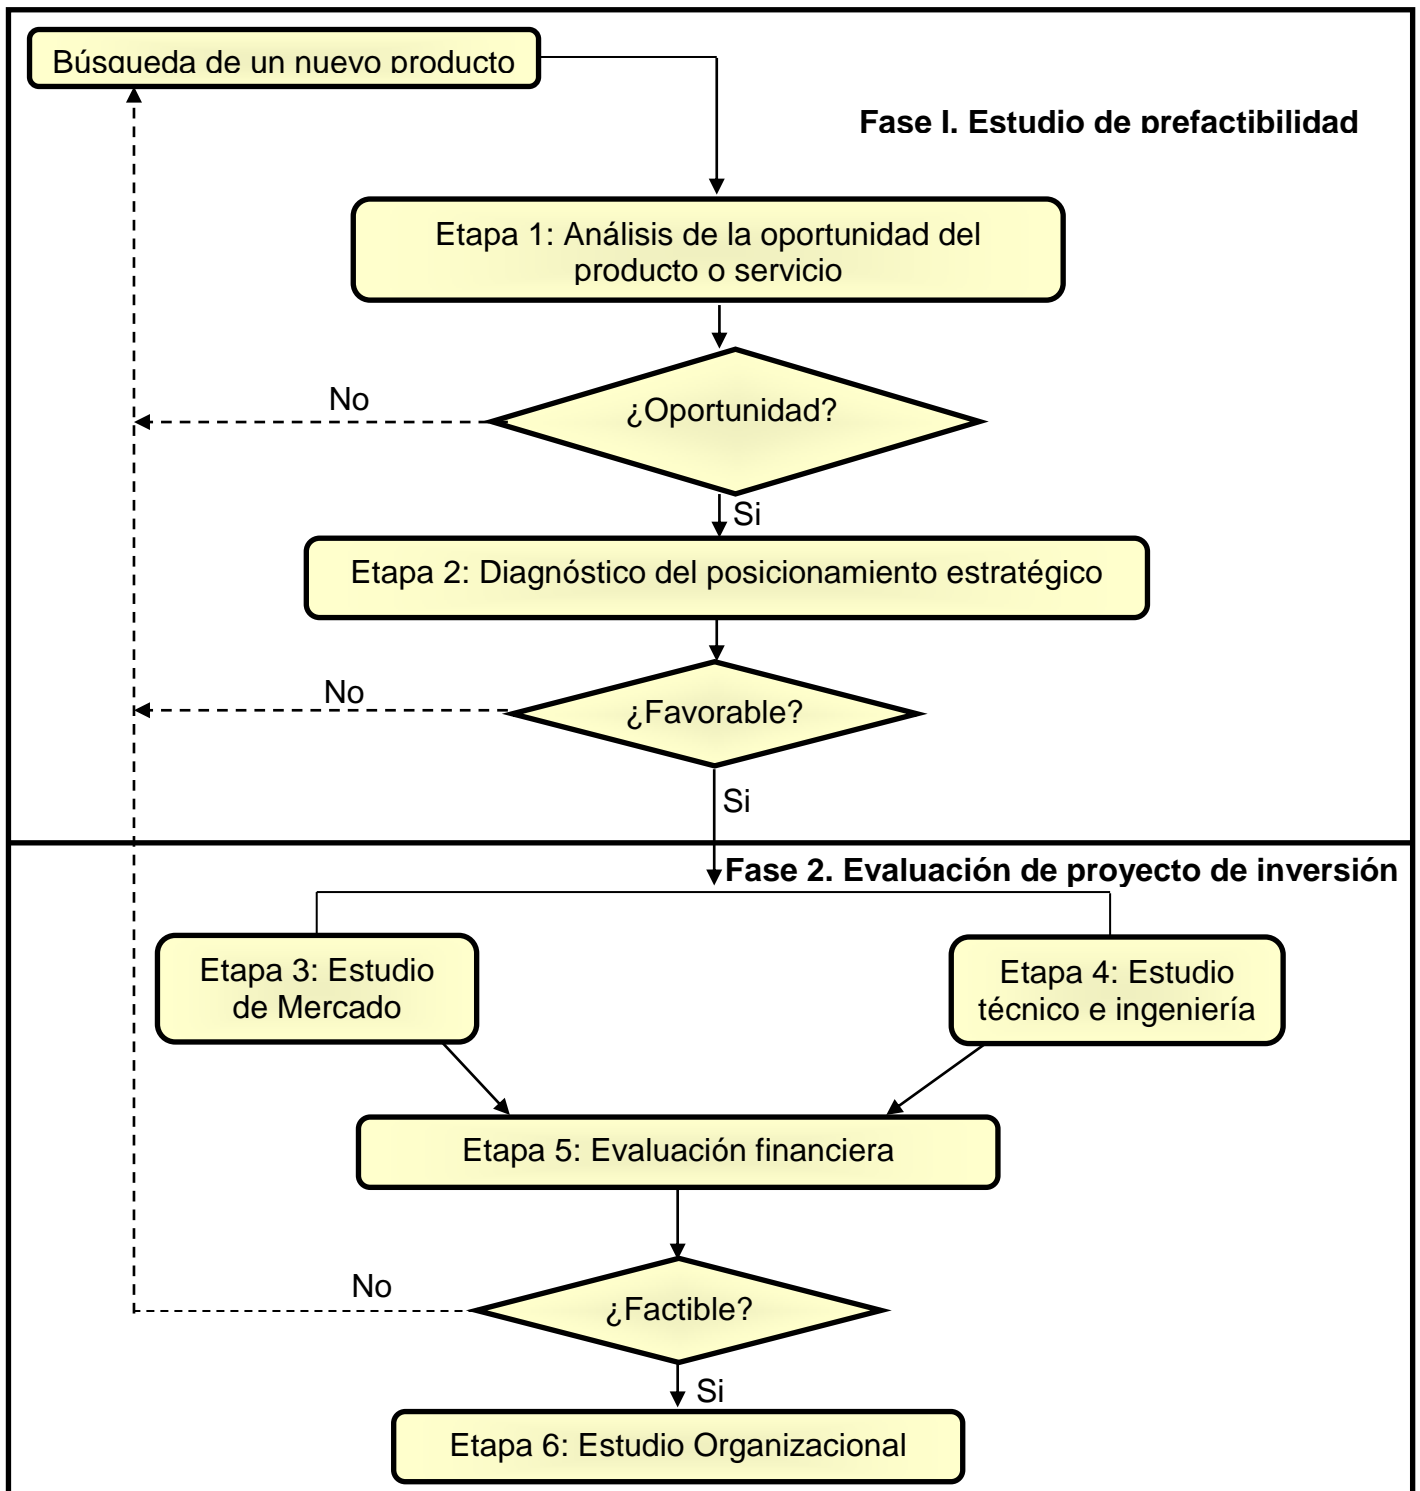 Búsqueda de un nuevo producto
Fase I. Estudio de prefactibilidad
Etapa 1: Análisis de la oportunidad del
producto o servicio
No
¿Oportunidad?
Si
Etapa 2: Diagnóstico del posicionamiento estratégico
No
¿Favorable?
Si
Fase 2. Evaluación de proyecto de inversión
Etapa 3: Estudio
de Mercado
Etapa 4: Estudio
técnico e ingeniería
Etapa 5: Evaluación financiera
No
¿Factible?
Si
Etapa 6: Estudio Organizacional